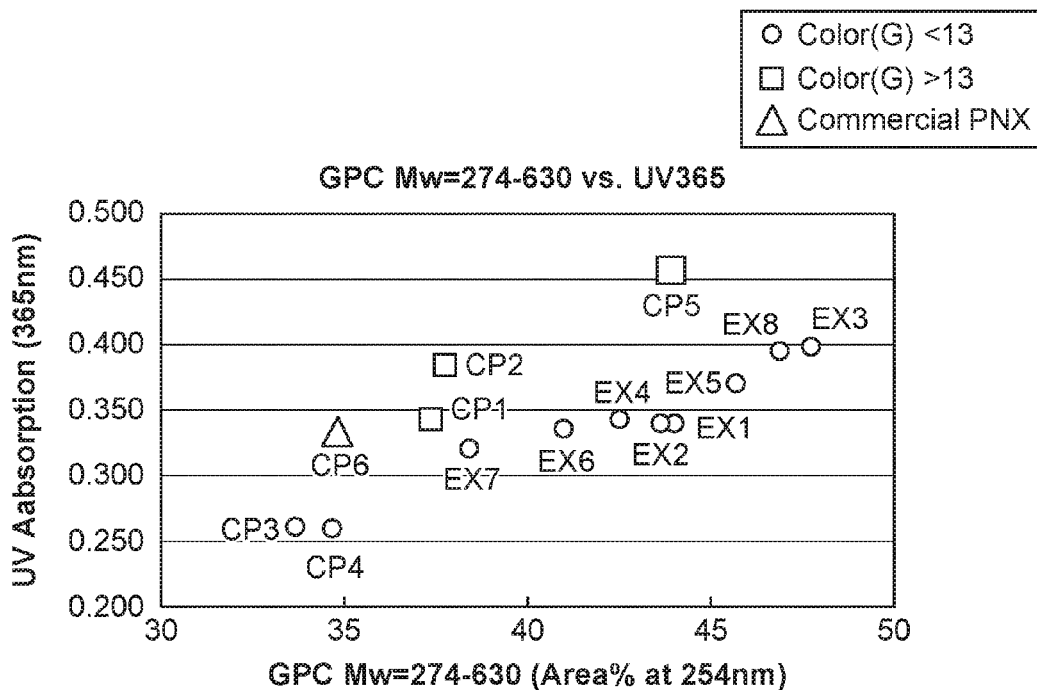 Color(G) <13
Color(G) >13
Commercial PNX
GPC Mw=274-630 vs. UV365
UV Aabsorption (365nm)
0.500
0.450
0.400
0.350
0.300
0.250
0.200
CP5
EX8
EX3
CP2
EX4
EX5
CP1
EX1
CP6
EX7
EX6
EX2
CP3
CP4
30
35
40
45
50
GPC Mw=274-630 (Area% at 254nm)